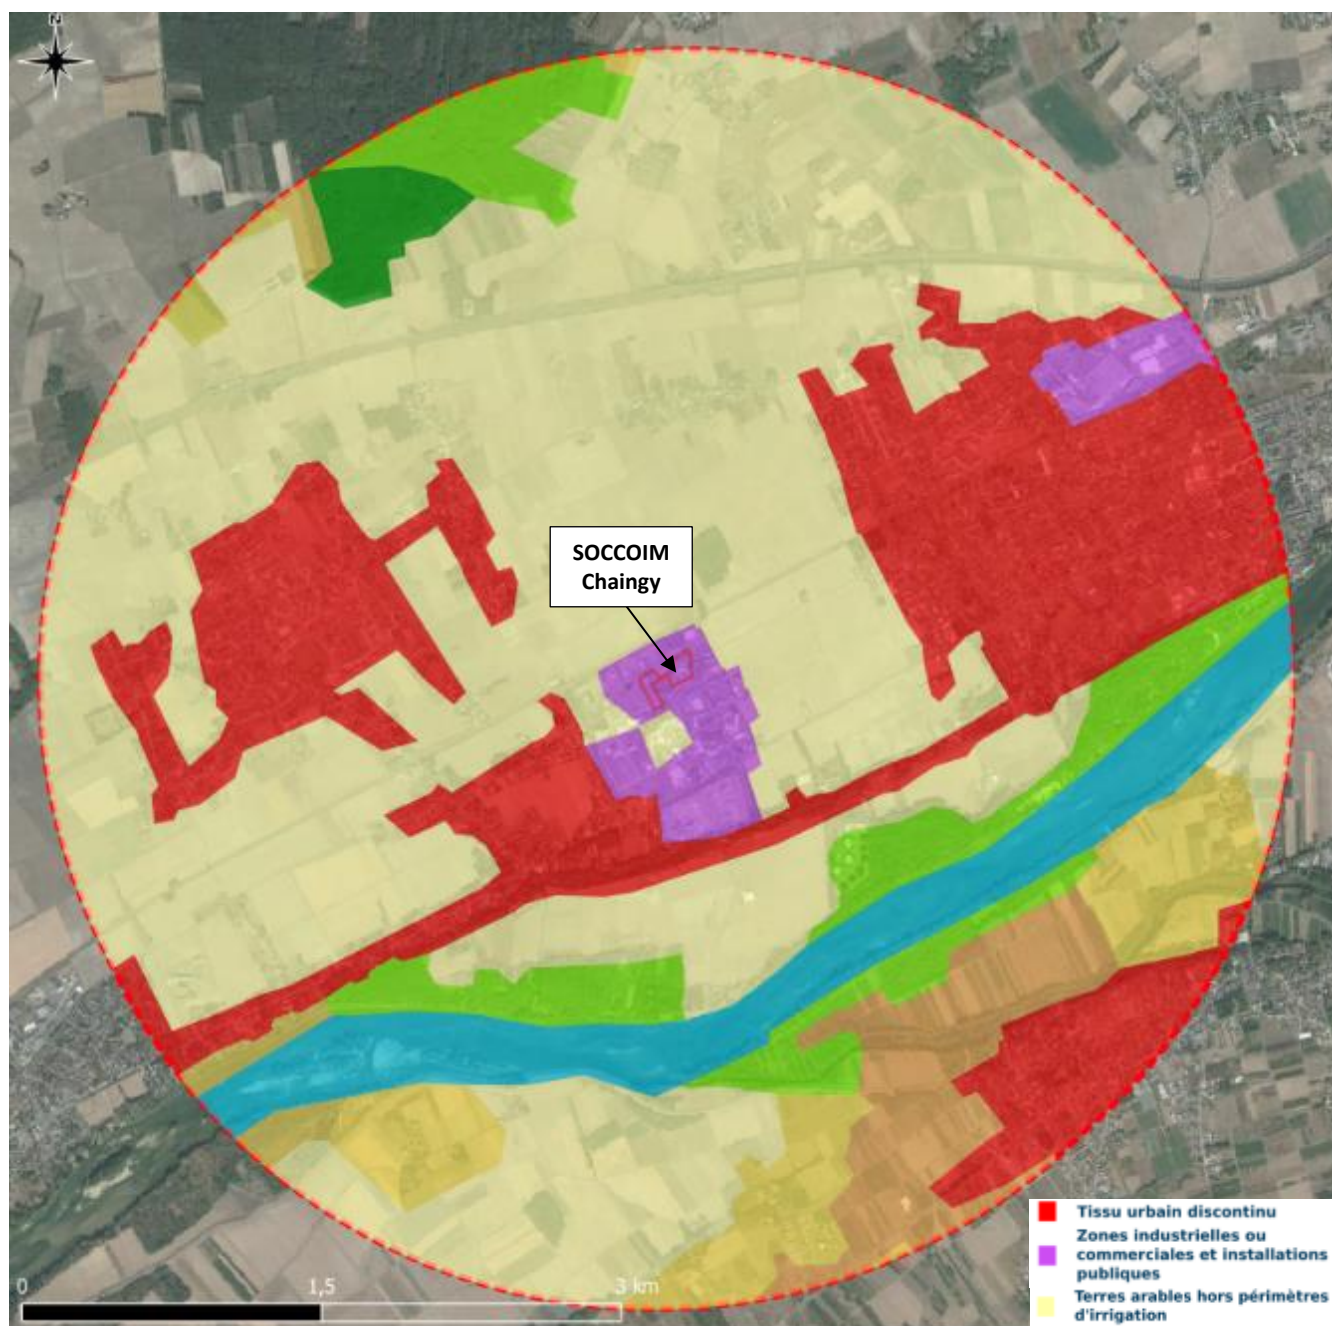 N
SOCCOIM
Chaingy
Tissu urbain discontinu
Zones industrielles ou
commerciales et installations
publiques
Terres arables hors périmètres
d'irrigation
0 1,5 3 km